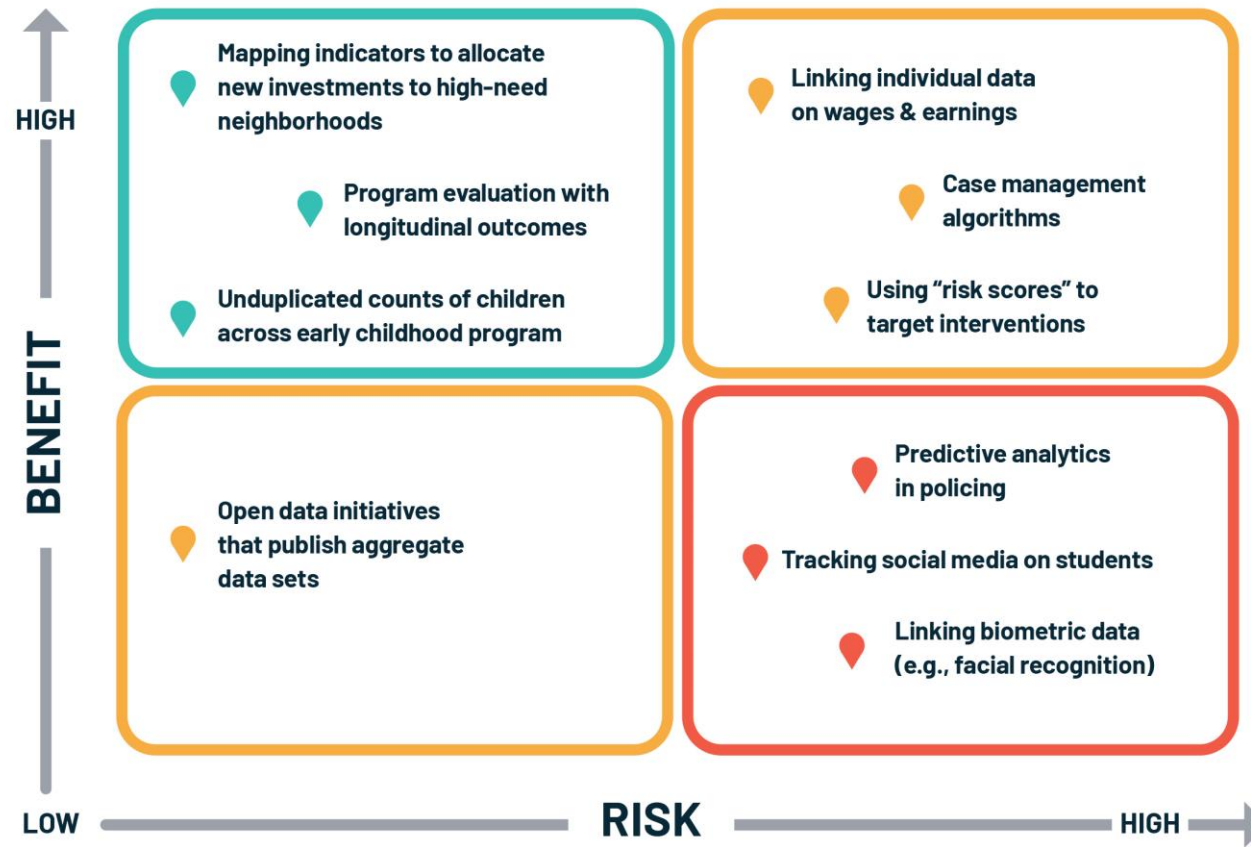 HIGH
BENEFIT
LOW
Mapping indicators to allocate
new investments to high-need
neighborhoods
Program evaluation with
longitudinal outcomes
Unduplicated counts of children
across early childhood program
Linking individual data
on wages & earnings
Case management
algorithms
Using “risk scores” to
target interventions
Open data initiatives
that publish aggregate
data sets
Predictive analytics
in policing
Tracking social media on students
Linking biometric data
(e.g., facial recognition)
RISK
HIGH